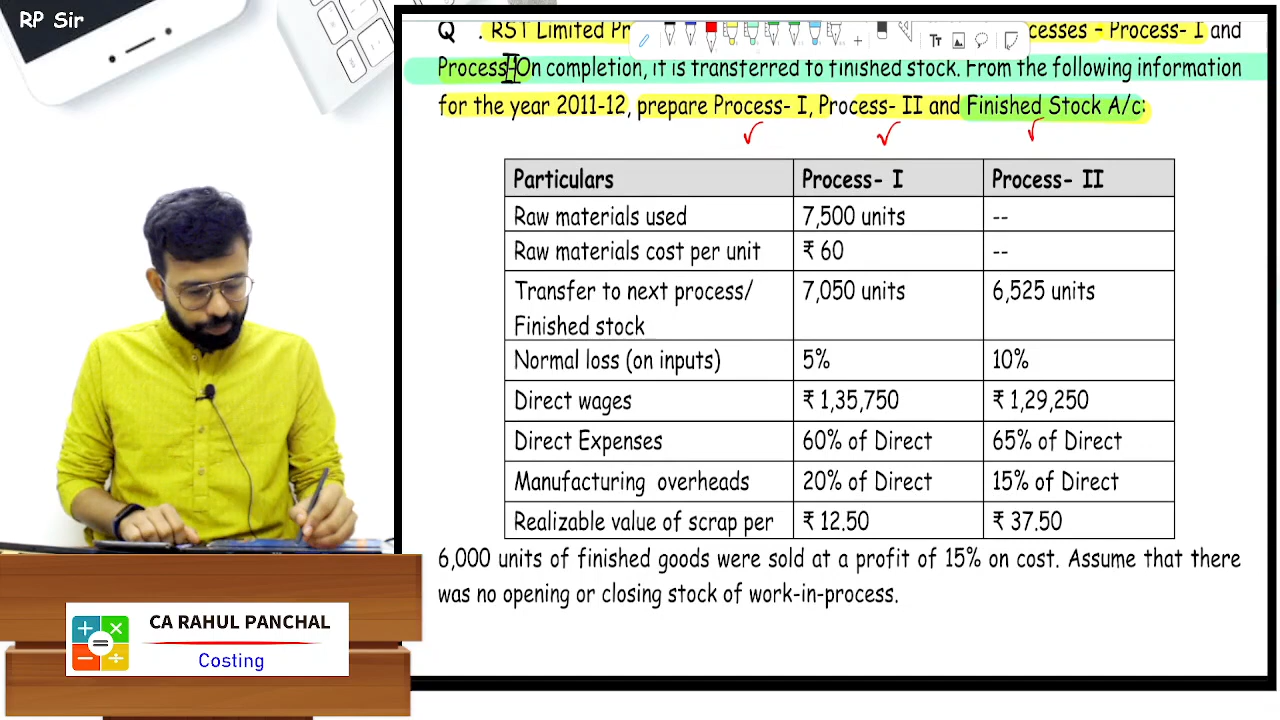 RP Sir
Q . RST Limited Pr cesses – Process- I and
Process-II On completion, it is transferred to finished stock. From the following information
for the year 2011-12, prepare Process- I, Process- II and Finished Stock A/c:
Particulars Process- I Process- II
Raw materials used 7,500 units --
Raw materials cost per unit ₹ 60 --
Transfer to next process/ 7,050 units 6,525 units
Finished stock
Normal loss (on inputs) 5% 10%
Direct wages ₹ 1,35,750 ₹ 1,29,250
Direct Expenses 60% of Direct 65% of Direct
Manufacturing overheads 20% of Direct 15% of Direct
Realizable value of scrap per ₹ 12.50 ₹ 37.50
6,000 units of finished goods were sold at a profit of 15% on cost. Assume that there
was no opening or closing stock of work-in-process.
CA RAHUL PANCHAL
Costing